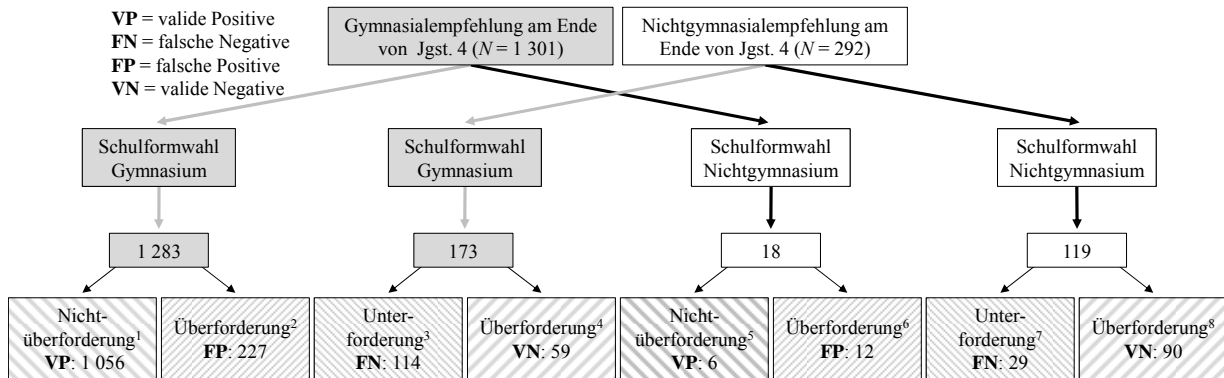 VP = valide Positive
FN = falsche Negative
FP = falsche Positive
VN = valide Negative
Gymnasialempfehlung am Ende
von Jgst. 4 (N = 1 301)
Nichtgymnasialempfehlung am
Ende von Jgst. 4 (N = 292)
Schulformwahl
Gymnasium
Schulformwahl
Gymnasium
Schulformwahl
Nichtgymnasium
Schulformwahl
Nichtgymnasium
1 283
173
18
119
Nicht-
überforderung¹
VP: 1 056
Überforderung²
FP: 227
Unter-
forderung³
FN: 114
Überforderung⁴
VN: 59
Nicht-
überforderung⁵
VP: 6
Überforderung⁶
FP: 12
Unter-
forderung⁷
FN: 29
Überforderung⁸
VN: 90